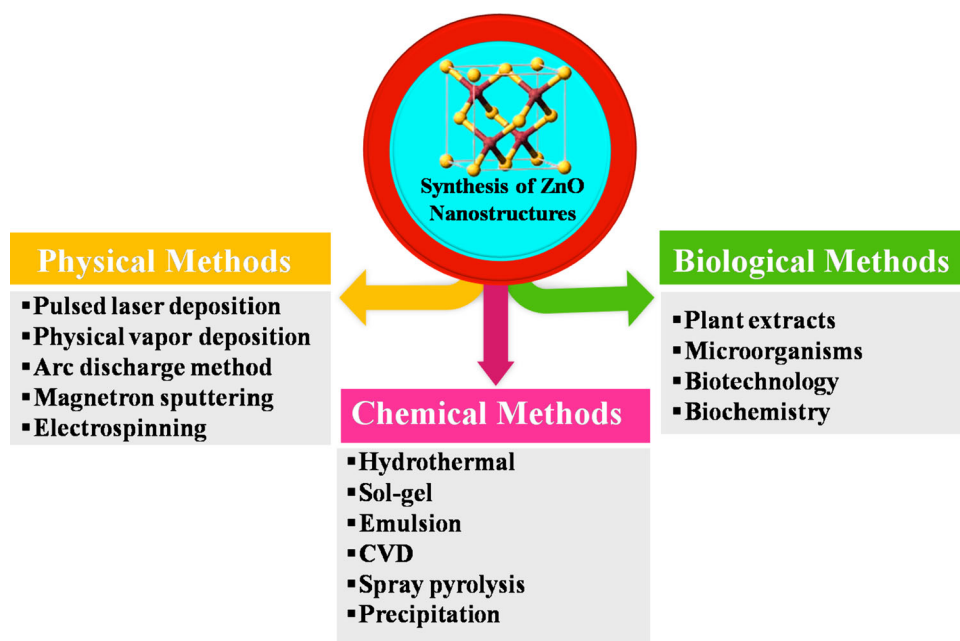 Synthesis of ZnO
Nanostructures
Physical Methods
▪Pulsed laser deposition
▪Physical vapor deposition
▪Arc discharge method
▪Magnetron sputtering
▪Electrospinning
Chemical Methods
▪Hydrothermal
▪Sol-gel
▪Emulsion
▪CVD
▪Spray pyrolysis
▪Precipitation
Biological Methods
▪Plant extracts
▪Microorganisms
▪Biotechnology
▪Biochemistry